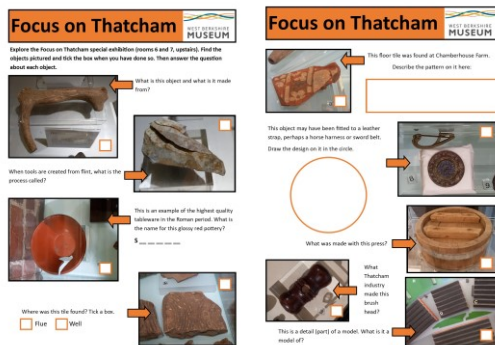 Focus on Thatcham
WEST BERKSHIRE
MUSEUM
Explore the Focus on Thatcham special exhibition (rooms 6 and 7, upstairs). Find the
objects pictured and tick the box when you have done so. Then answer the question
about each object.
What is this object and what is it made
from?
When tools are created from flint, what is the
process called?
This is an example of the highest quality
tableware in the Roman period. What is
the name for this glossy red pottery?
S _ _ _ _ _
Where was this tile found? Tick a box.
Flue Well
Focus on Thatcham
WEST BERKSHIRE
MUSEUM
This floor tile was found at Chamberhouse Farm.
Describe the pattern on it here:
This object may have been fitted to a leather
strap, perhaps a horse harness or sword belt.
Draw the design on it in the circle.
What was made with this press?
What
Thatcham
industry
made this
brush
head?
This is a detail (part) of a model. What is it a
model of?